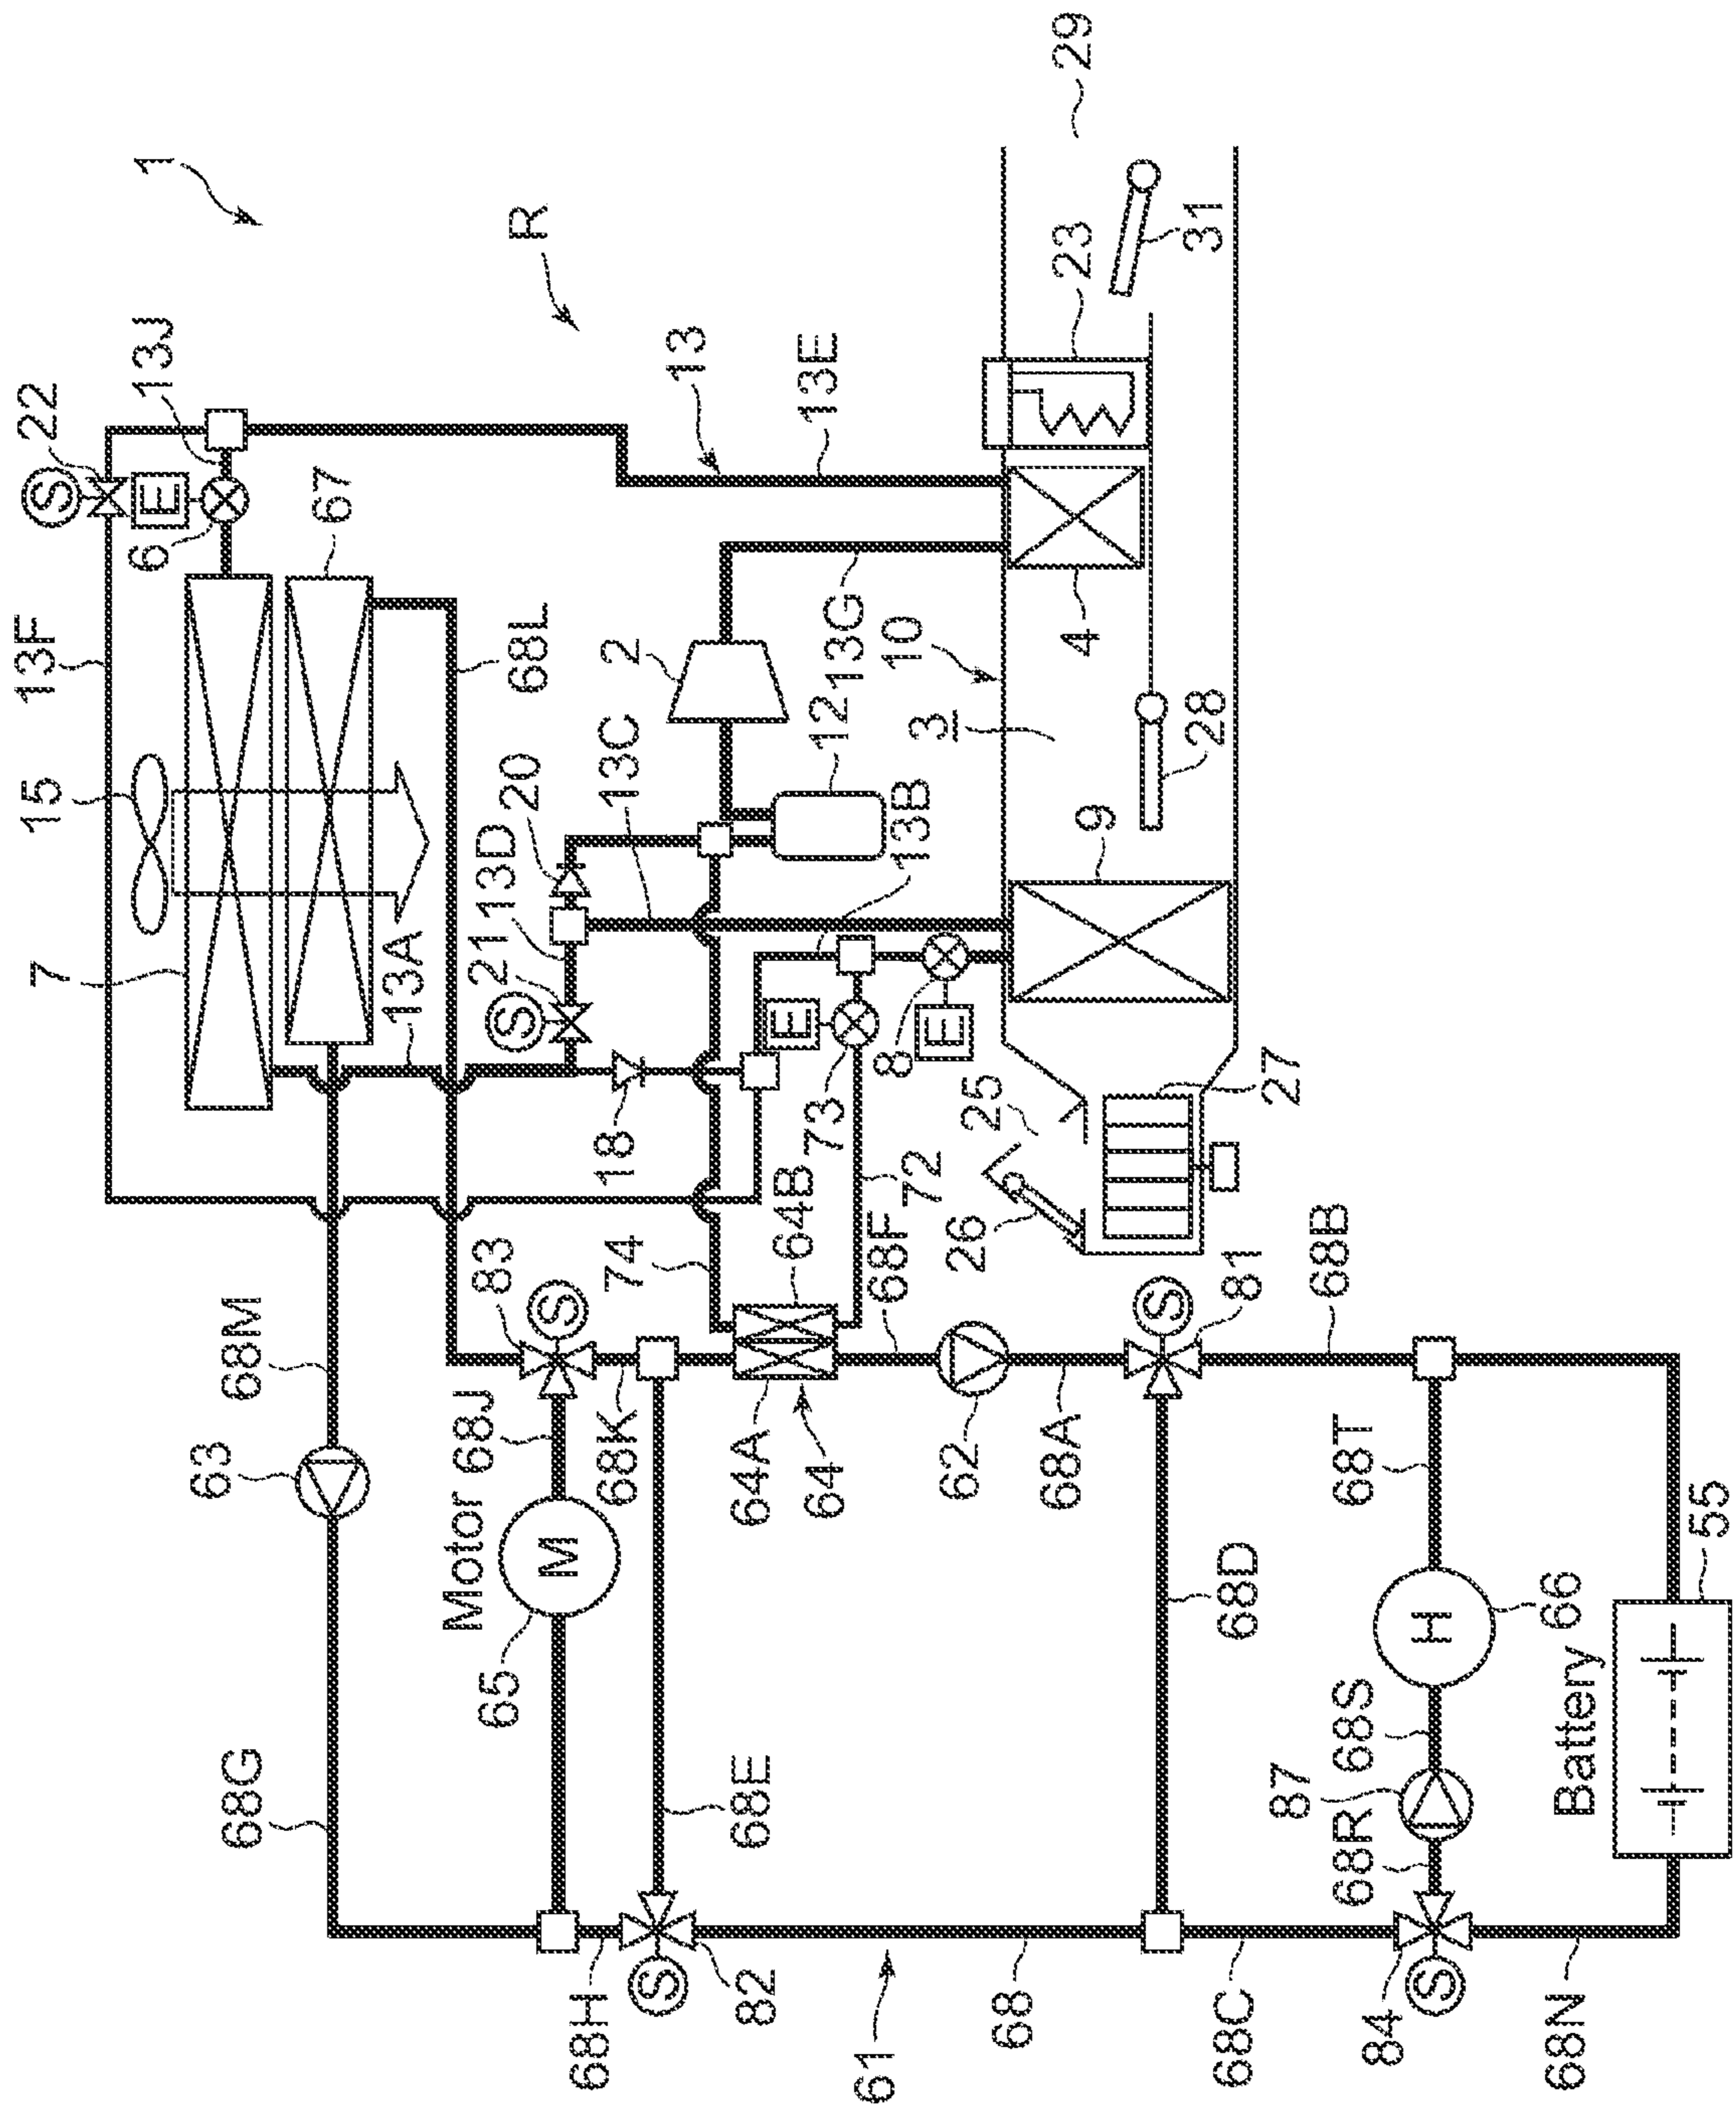 7
15
13F
S
22
E
6
13J
1
63
68G
68M
67
13A
Motor
68J
83
21
13D
65
S
20
68L
R
M
S
68H
68K
74
18
13C
2
S
13
82
68E
64A
64B
E
64
73
12
13G
13E
61
68F
72
8
13B
10
E
3
62
26
25
68
68A
9
4
23
29
S
28
31
68C
68D
81
27
87
68B
68R
68S
68T
84
S
H
68N
Battery
66
55